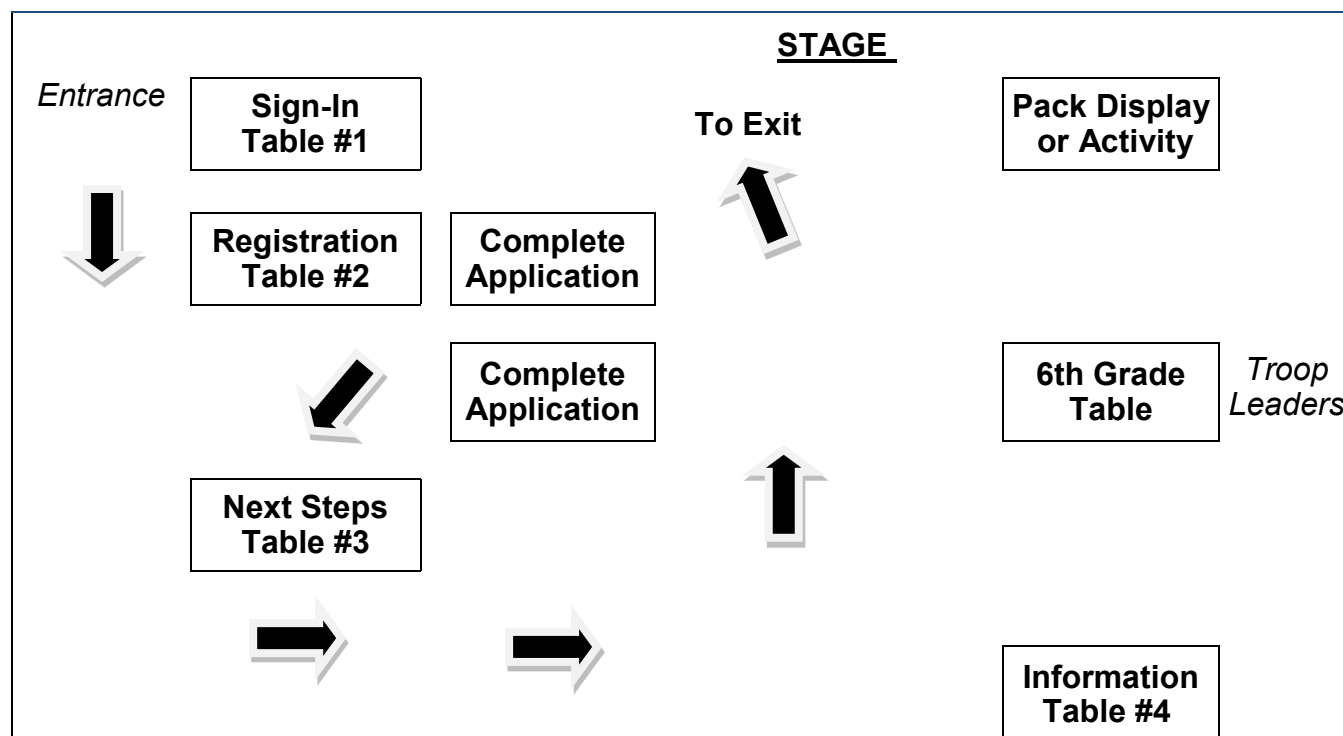 STAGE
Entrance
Sign-In
Table #1
To Exit
Pack Display
or Activity
Registration
Table #2
Complete
Application
Complete
Application
6th Grade
Table
Troop
Leaders
Next Steps
Table #3
Information
Table #4